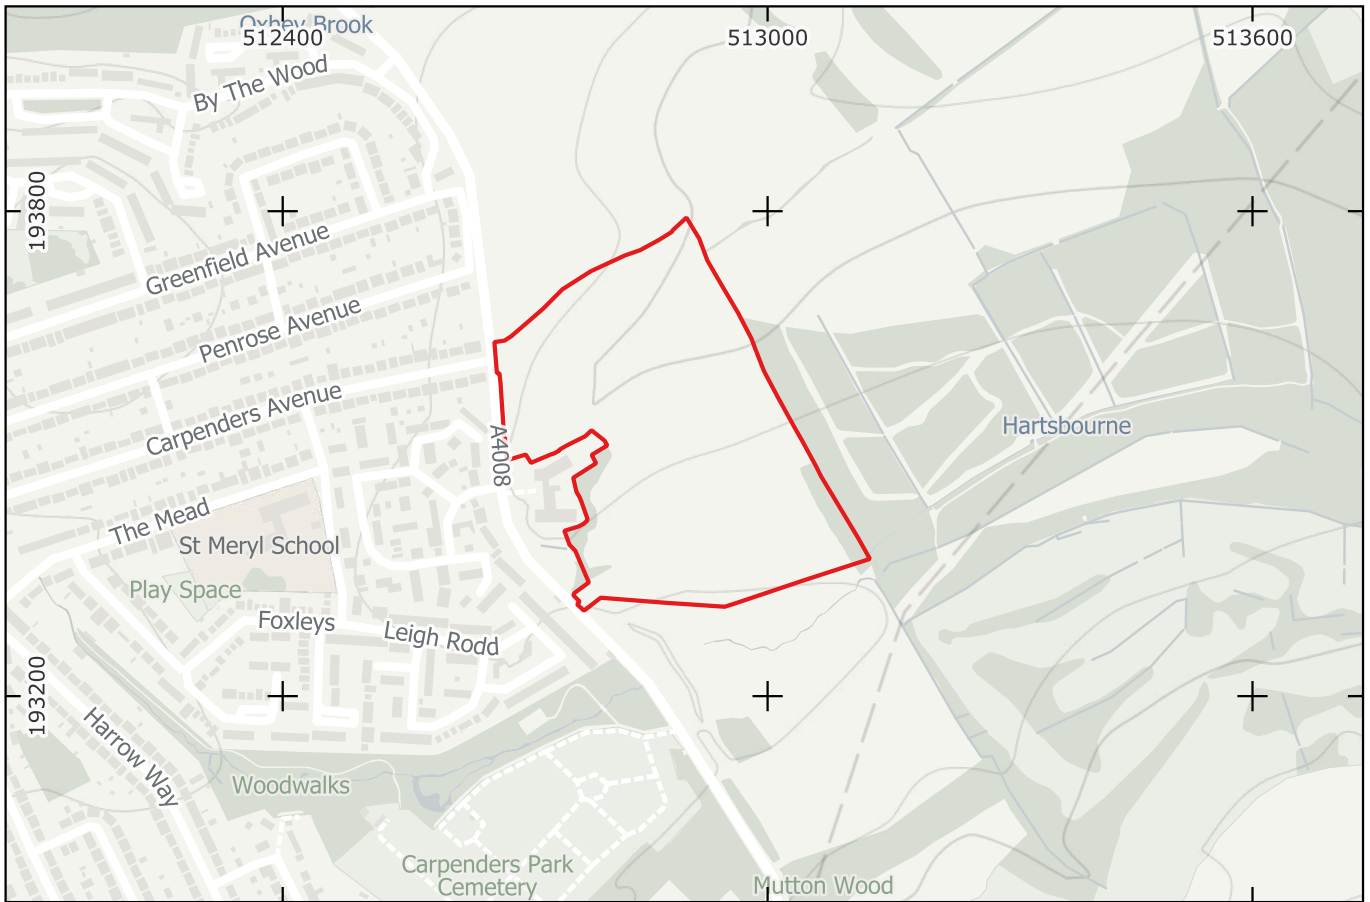 Oxhey Brook
512400
513000
513600
By The Wood
193800
Greenfield Avenue
Penrose Avenue
Carpenders Avenue
A4008
Hartsbourne
The Mead
St Meryl School
Play Space
Foxleys
Leigh Rodd
193200
Harrow Way
Woodwalks
Carpenders Park
Cemetery
Mutton Wood